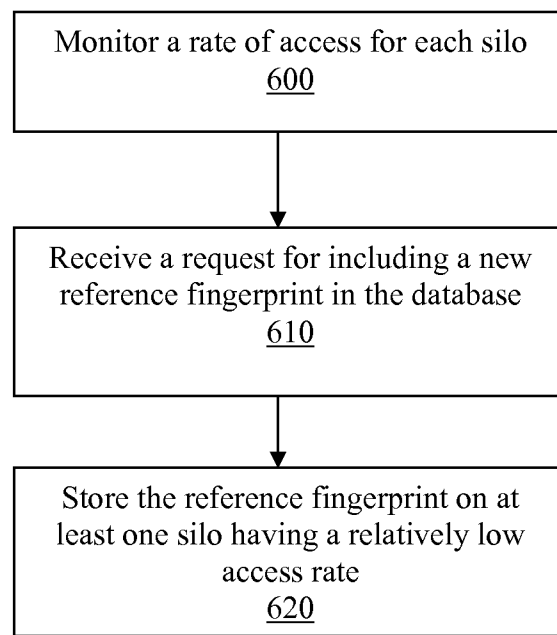 Monitor a rate of access for each silo
600
Receive a request for including a new
reference fingerprint in the database
610
Store the reference fingerprint on at
least one silo having a relatively low
access rate
620